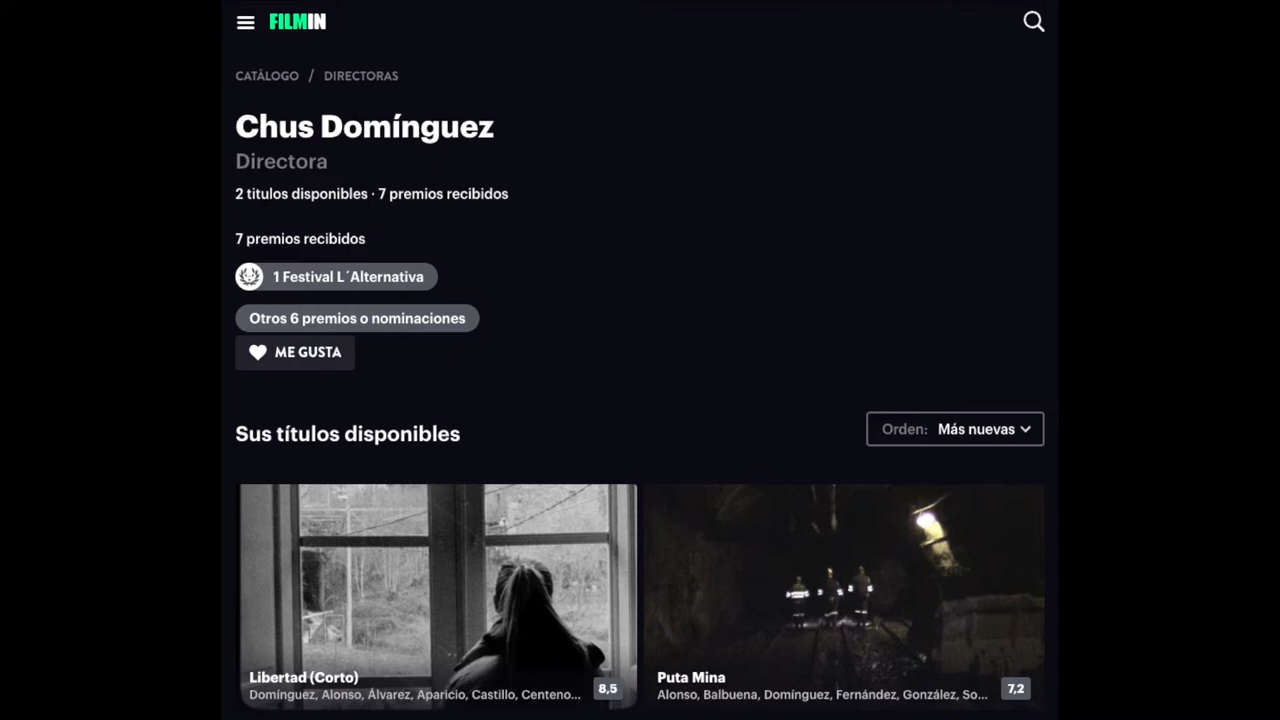 FILMIN
CATÁLOGO / DIRECTORAS
Chus Domínguez
Directora
2 titulos disponibles · 7 premios recibidos
7 premios recibidos
1 Festival L´Alternativa
Otros 6 premios o nominaciones
ME GUSTA
Sus títulos disponibles
Orden: Más nuevas
Libertad (Corto)
Domínguez, Alonso, Álvarez, Aparicio, Castillo, Centeno...
8,5
Puta Mina
Alonso, Balbuena, Domínguez, Fernández, González, So...
7,2